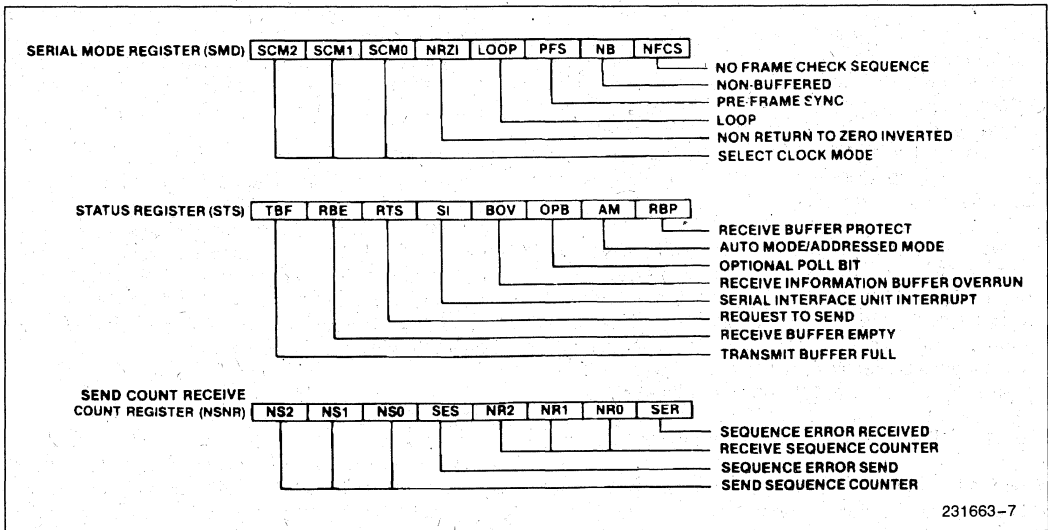 SERIAL MODE REGISTER (SMD) SCM2 SCM1 SCM0 NRZI LOOP PFS NB NFCS
NO FRAME CHECK SEQUENCE
NON-BUFFERED
PRE-FRAME SYNC
LOOP
NON RETURN TO ZERO INVERTED
SELECT CLOCK MODE
STATUS REGISTER (STS) TBF RBE RTS SI BOV OPB AM RBP
RECEIVE BUFFER PROTECT
AUTO MODE/ADDRESSED MODE
OPTIONAL POLL BIT
RECEIVE INFORMATION BUFFER OVERRUN
SERIAL INTERFACE UNIT INTERRUPT
REQUEST TO SEND
RECEIVE BUFFER EMPTY
TRANSMIT BUFFER FULL
SEND COUNT RECEIVE
COUNT REGISTER (NSNR) NS2 NS1 NS0 SES NR2 NR1 NR0 SER
SEQUENCE ERROR RECEIVED
RECEIVE SEQUENCE COUNTER
SEQUENCE ERROR SEND
SEND SEQUENCE COUNTER
231663-7